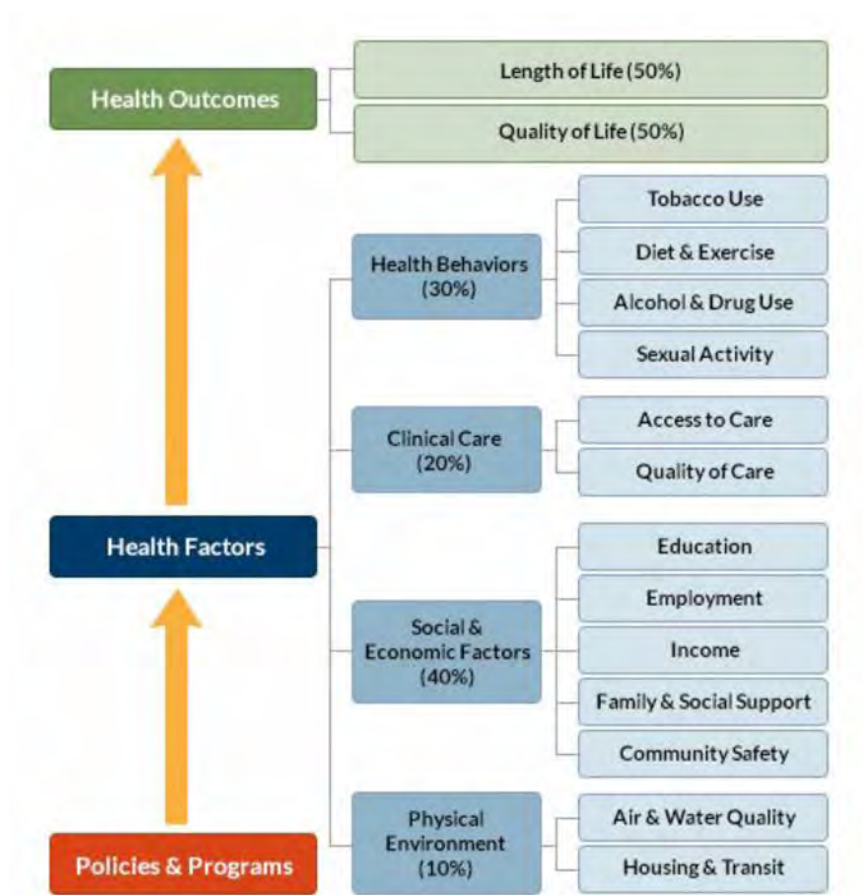 Health Outcomes
Length of Life (50%)
Quality of Life (50%)
Health Factors
Health Behaviors
(30%)
Tobacco Use
Diet & Exercise
Alcohol & Drug Use
Sexual Activity
Clinical Care
(20%)
Access to Care
Quality of Care
Social &
Economic Factors
(40%)
Education
Employment
Income
Family & Social Support
Community Safety
Physical
Environment
(10%)
Air & Water Quality
Housing & Transit
Policies & Programs